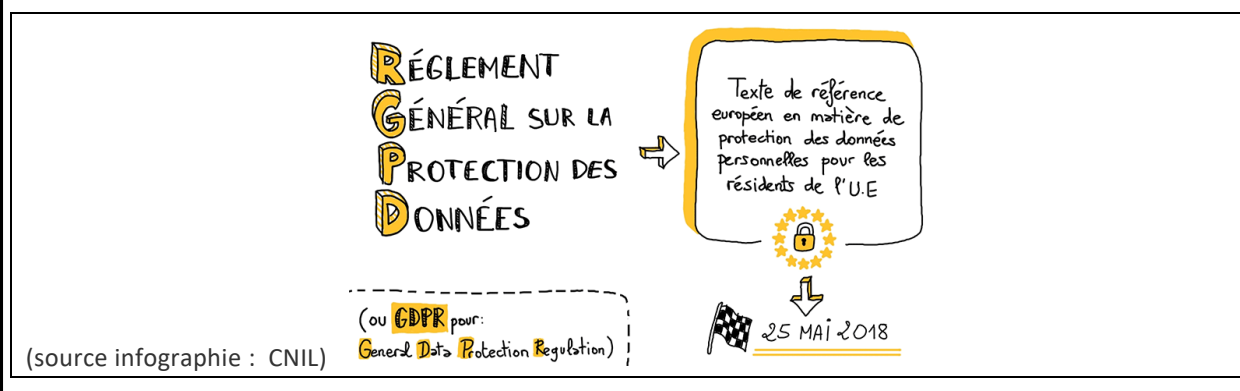 RÉGLEMENT
GÉNÉRAL SUR LA
PROTECTION DES
DONNÉES
Texte de référence
européen en matière de
protection des données
personnelles pour les
résidents de l'U.E
25 MAI 2018
(ou GDPR pour:
General Data Protection Regulation)
(source infographie : CNIL)